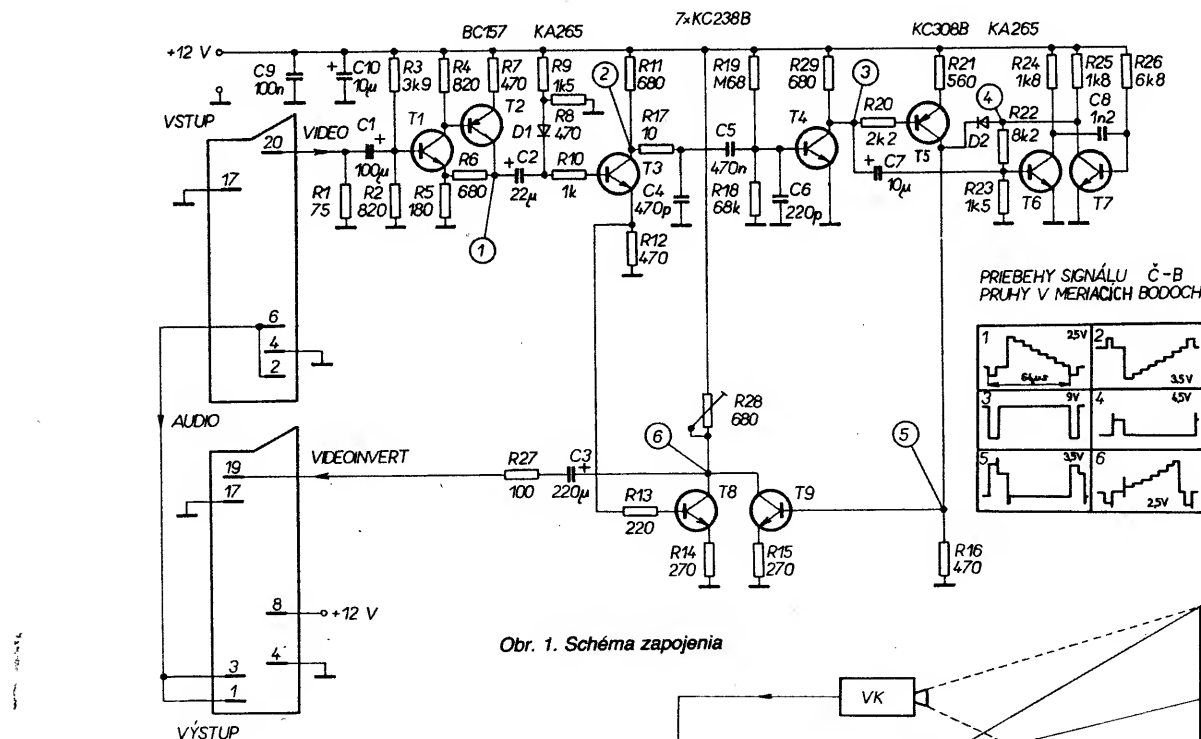 7×KC238B
BC157 KA265
KC308B KA265
+12 V
C9 100n
+ C10 10µ
R3 3k9
R4 820
R7 470
R9 1k5
R11 680
R19 M68
R29 680
R21 560
R24 1k8
R25 1k8
R26 6k8
2
3
4
VSTUP
VIDEO
20
17
C1 + 100µ
T1
T2
D1
R8 470
R17 10
C5 470n
T4
R20 2k2
T5
D2
R22 8k2
C8 1n2
R1 75
R2 820
R5 180
R6 680
+ C2 22µ
R10 1k
T3
C4 470p
R18 68k
C6 220p
+ C7 10µ
R23 1k5
T6
T7
1
R12 470
6
4
2
PRIEBEHY SIGNÁLU Č-B
PRUHY V MERIACÍCH BODOCH
1 2,5V
64µs
2 3,5V
3 9V
4 4,5V
5 3,5V
6 2,5V
AUDIO
R28 680
6
5
19
VIDEOINVERT
R27 100
C3 + 220µ
17
R13 220
T8
T9
R14 270
R15 270
R16 470
8
+12 V
4
3
1
VÝSTUP
Obr. 1. Schéma zapojenia
VK